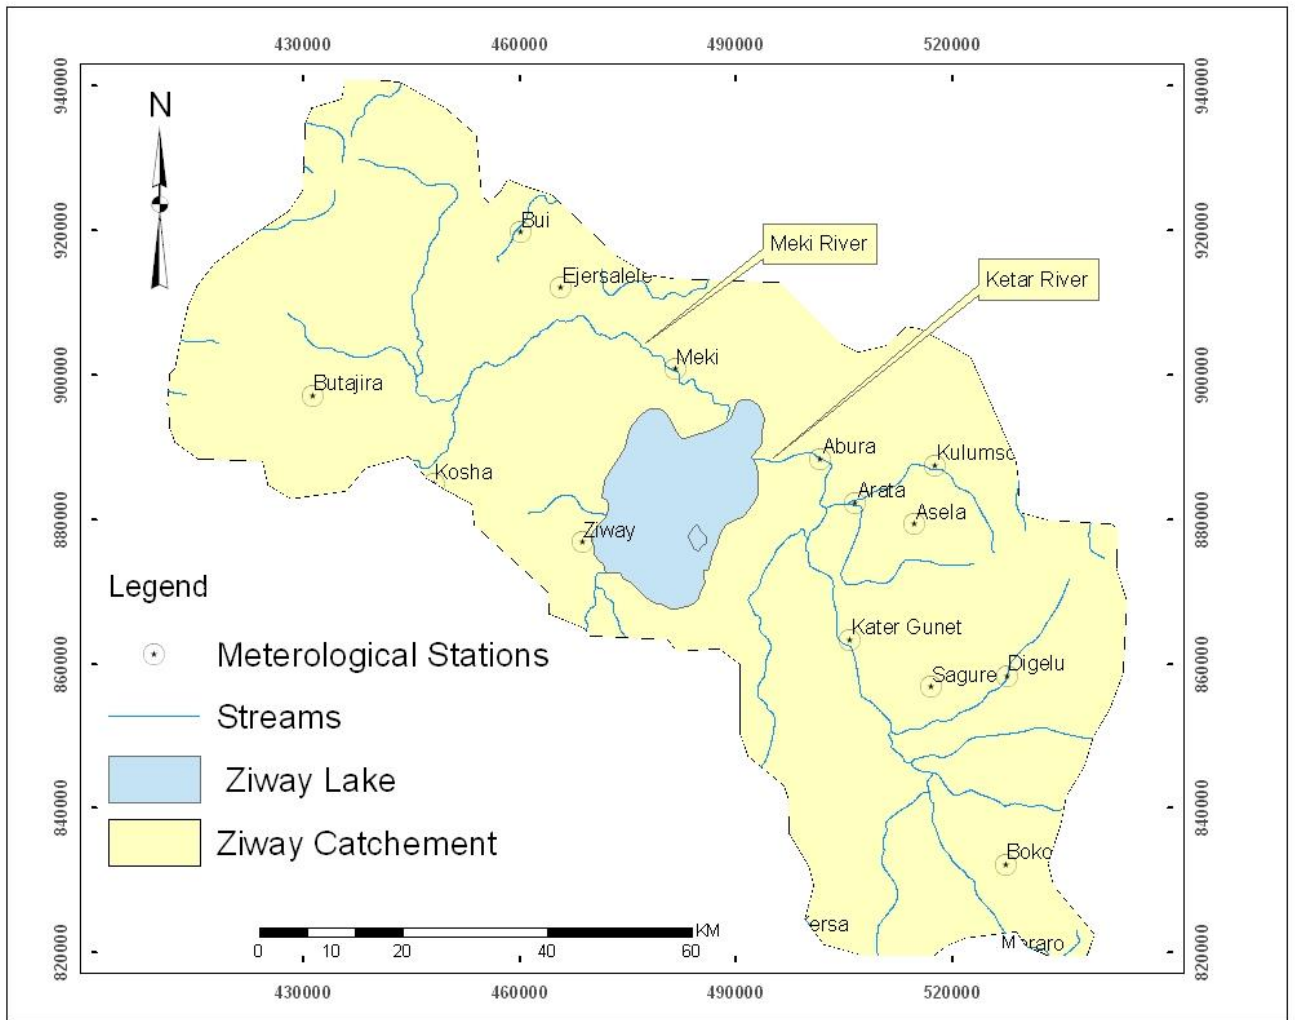 430000 460000 490000 520000
940000 940000
N
Bui
920000 920000
Meki River
Ejersalele
Ketar River
900000 900000
Meki
Butajira
Abura
Kulumso
Kosha
Arata
Asela
880000 880000
Ziway
Legend
Kater Gunet
Meterological Stations
860000 860000
Sagure Digelu
Streams
Ziway Lake
840000 840000
Ziway Catchement
Boko
ersa
KM
0 10 20 40 60
820000 820000
430000 460000 490000 520000